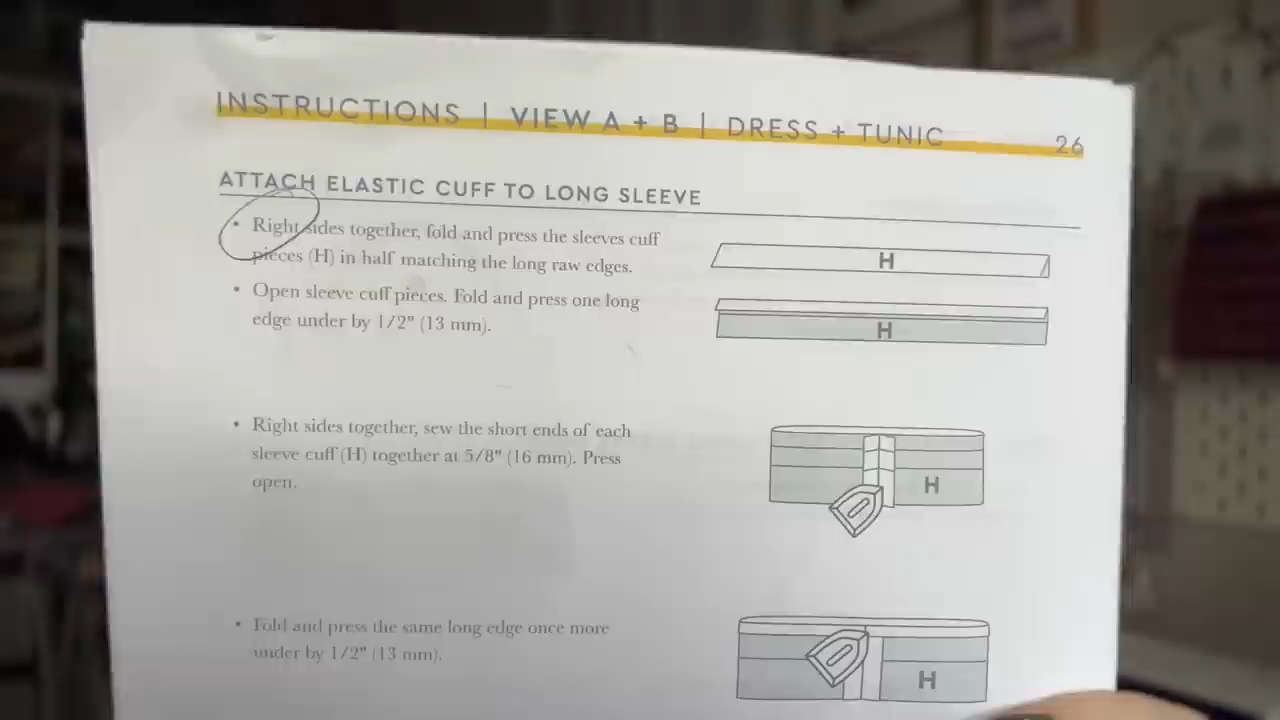 INSTRUCTIONS | VIEW A + B | DRESS + TUNIC 26
ATTACH ELASTIC CUFF TO LONG SLEEVE
• Right sides together, fold and press the sleeves cuff
pieces (H) in half matching the long raw edges.
H
• Open sleeve cuff pieces. Fold and press one long
edge under by 1/2" (13 mm).
H
• Right sides together, sew the short ends of each
sleeve cuff (H) together at 5/8" (16 mm). Press
open.
H
• Fold and press the same long edge once more
under by 1/2" (13 mm).
H